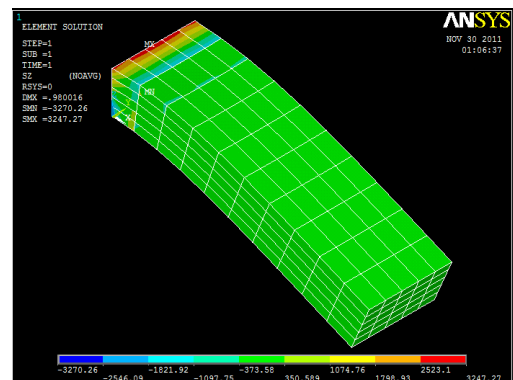 1
ELEMENT SOLUTION
ANSYS
NOV 30 2011
01:06:37
STEP=1
SUB =1
TIME=1
SZ (NOAVG)
RSYS=0
DMX =.980016
SMN =-3270.26
SMX =3247.27
MX
MN
Y
X
-3270.26 -1821.92 -373.58 1074.76 2523.1
-2546.09 -1097.75 350.589 1798.93 3247.27